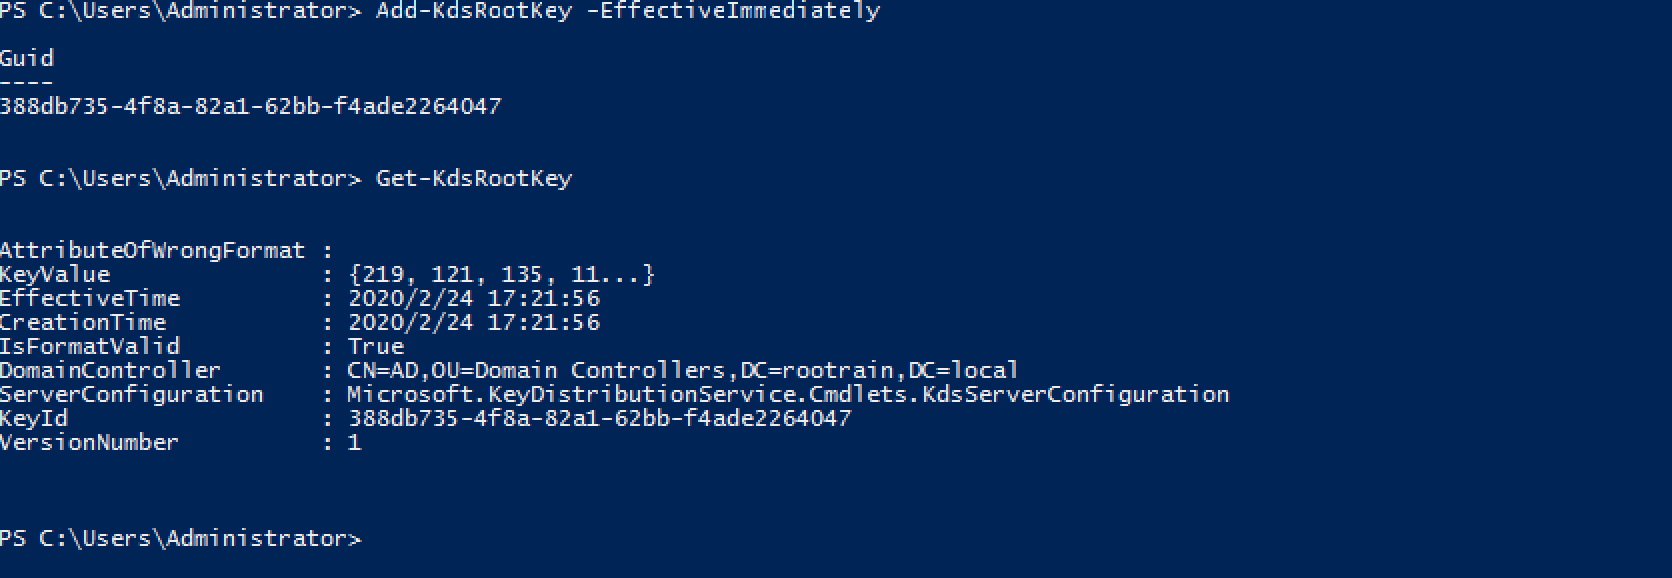 PS C:\Users\Administrator> Add-KdsRootKey -EffectiveImmediately
Guid
----
388db735-4f8a-82a1-62bb-f4ade2264047
PS C:\Users\Administrator> Get-KdsRootKey
AttributeOfWrongFormat :
KeyValue               : {219, 121, 135, 11...}
EffectiveTime          : 2020/2/24 17:21:56
CreationTime           : 2020/2/24 17:21:56
IsFormatValid          : True
DomainController       : CN=AD,OU=Domain Controllers,DC=rootrain,DC=local
ServerConfiguration    : Microsoft.KeyDistributionService.Cmdlets.KdsServerConfiguration
KeyId                  : 388db735-4f8a-82a1-62bb-f4ade2264047
VersionNumber          : 1
PS C:\Users\Administrator>